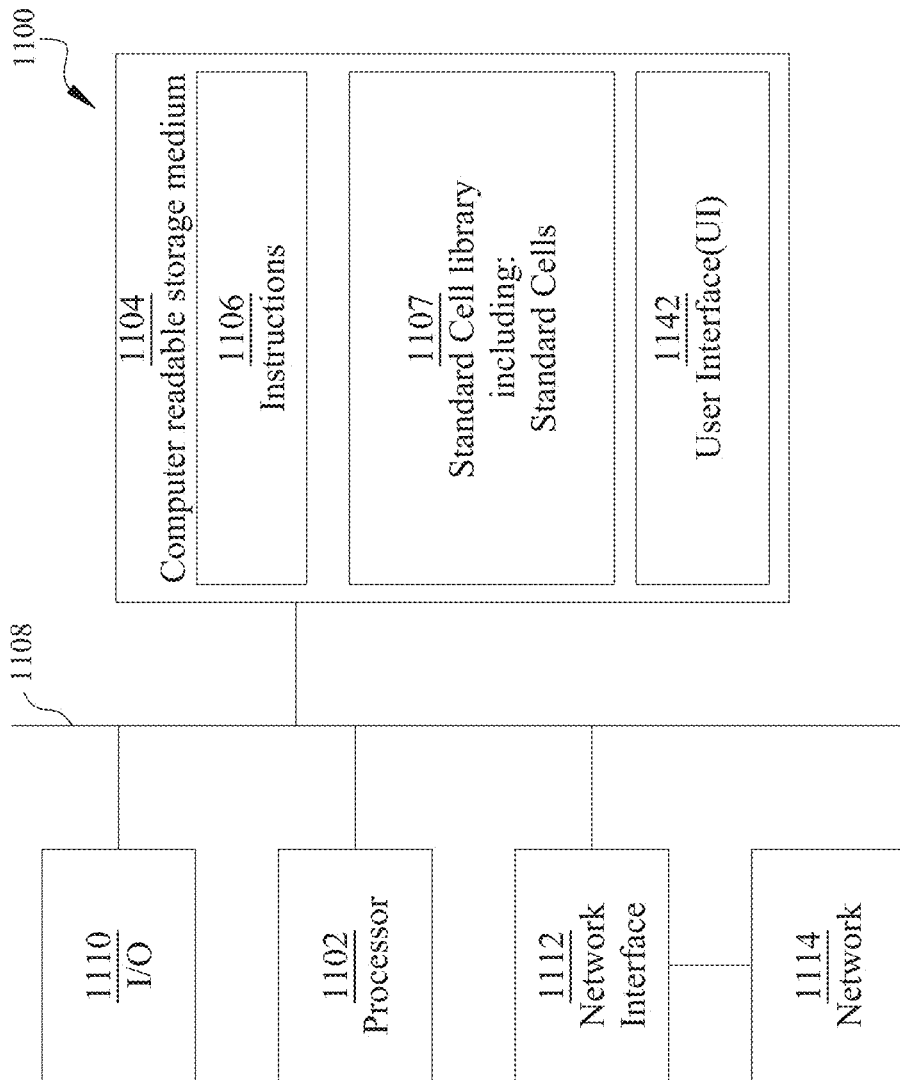 1100
1104
Computer readable storage medium
1106
Instructions
1107
Standard Cell library
including:
Standard Cells
1142
User Interface(UI)
1108
1110
I/O
1102
Processor
1112
Network
Interface
1114
Network